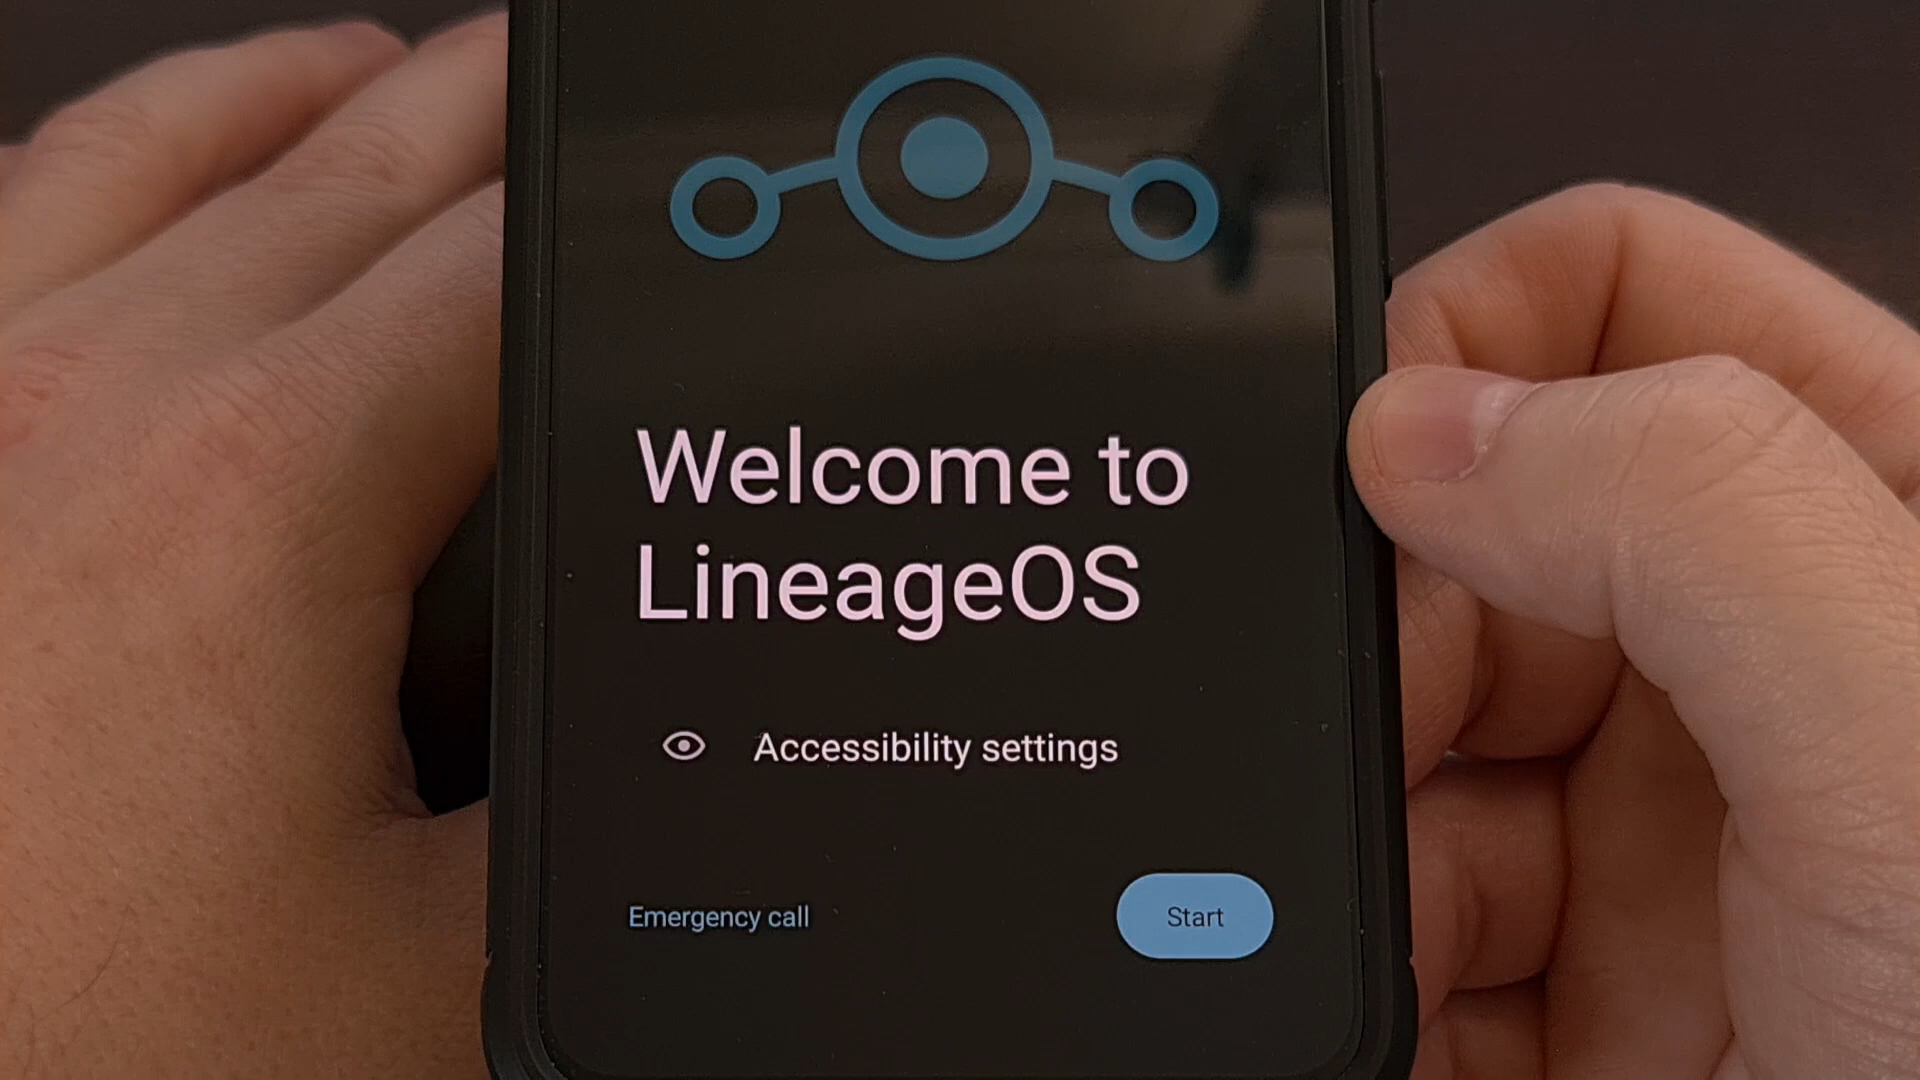 Welcome to
LineageOS
Accessibility settings
Emergency call
Start